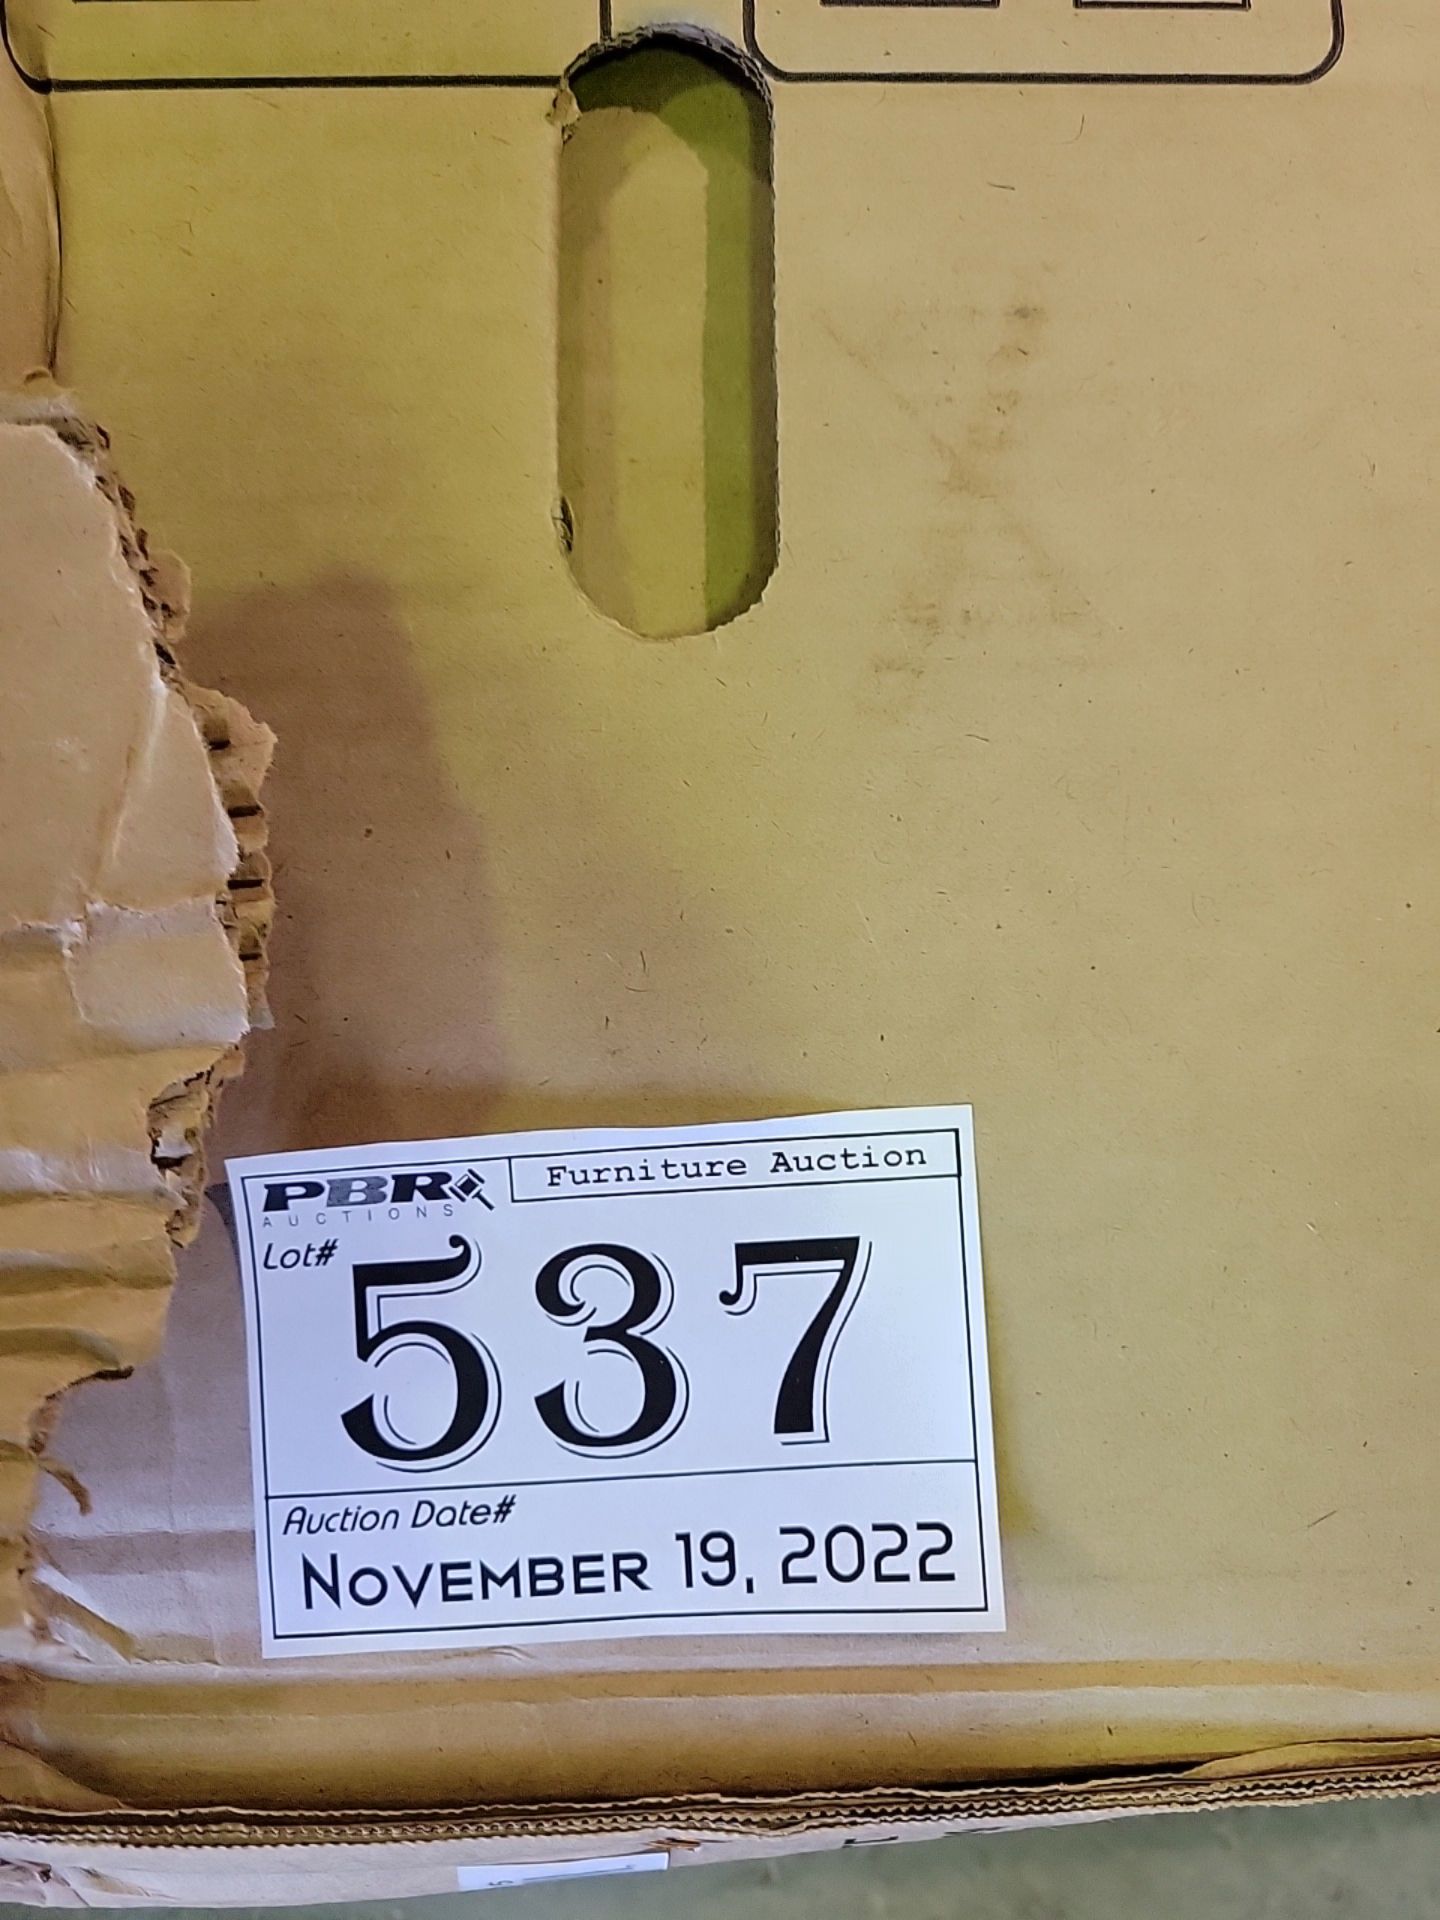 PBR
AUCTIONS
Furniture Auction
Lot#
537
Auction Date#
November 19, 2022